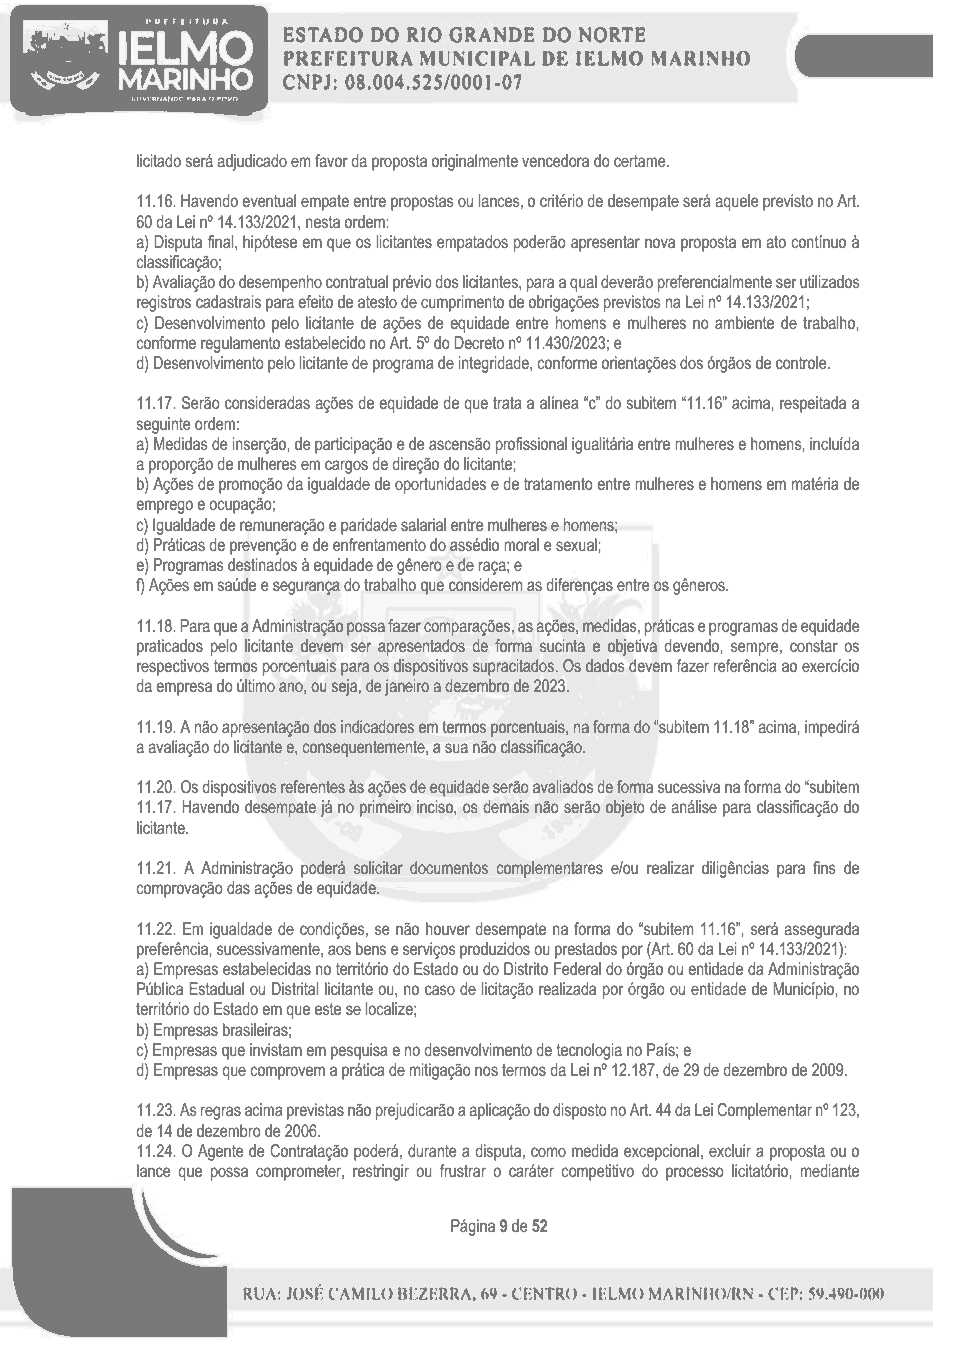 PREFEITURA
IELMO
MARINHO
GOVERNANDO PARA O POVO
ESTADO DO RIO GRANDE DO NORTE
PREFEITURA MUNICIPAL DE IELMO MARINHO
CNPJ: 08.004.525/0001-07
licitado será adjudicado em favor da proposta originalmente vencedora do certame.
11.16. Havendo eventual empate entre propostas ou lances, o critério de desempate será aquele previsto no Art.
60 da Lei nº 14.133/2021, nesta ordem:
a) Disputa final, hipótese em que os licitantes empatados poderão apresentar nova proposta em ato contínuo à
classificação;
b) Avaliação do desempenho contratual prévio dos licitantes, para a qual deverão preferencialmente ser utilizados
registros cadastrais para efeito de atesto de cumprimento de obrigações previstos na Lei nº 14.133/2021;
c) Desenvolvimento pelo licitante de ações de equidade entre homens e mulheres no ambiente de trabalho,
conforme regulamento estabelecido no Art. 5º do Decreto nº 11.430/2023; e
d) Desenvolvimento pelo licitante de programa de integridade, conforme orientações dos órgãos de controle.
11.17. Serão consideradas ações de equidade de que trata a alínea “c” do subitem “11.16” acima, respeitada a
seguinte ordem:
a) Medidas de inserção, de participação e de ascensão profissional igualitária entre mulheres e homens, incluída
a proporção de mulheres em cargos de direção do licitante;
b) Ações de promoção da igualdade de oportunidades e de tratamento entre mulheres e homens em matéria de
emprego e ocupação;
c) Igualdade de remuneração e paridade salarial entre mulheres e homens;
d) Práticas de prevenção e de enfrentamento do assédio moral e sexual;
e) Programas destinados à equidade de gênero e de raça; e
f) Ações em saúde e segurança do trabalho que considerem as diferenças entre os gêneros.
11.18. Para que a Administração possa fazer comparações, as ações, medidas, práticas e programas de equidade
praticados pelo licitante devem ser apresentados de forma sucinta e objetiva devendo, sempre, constar os
respectivos termos porcentuais para os dispositivos supracitados. Os dados devem fazer referência ao exercício
da empresa do último ano, ou seja, de janeiro a dezembro de 2023.
11.19. A não apresentação dos indicadores em termos porcentuais, na forma do “subitem 11.18” acima, impedirá
a avaliação do licitante e, consequentemente, a sua não classificação.
11.20. Os dispositivos referentes às ações de equidade serão avaliados de forma sucessiva na forma do “subitem
11.17. Havendo desempate já no primeiro inciso, os demais não serão objeto de análise para classificação do
licitante.
11.21. A Administração poderá solicitar documentos complementares e/ou realizar diligências para fins de
comprovação das ações de equidade.
11.22. Em igualdade de condições, se não houver desempate na forma do “subitem 11.16”, será assegurada
preferência, sucessivamente, aos bens e serviços produzidos ou prestados por (Art. 60 da Lei nº 14.133/2021):
a) Empresas estabelecidas no território do Estado ou do Distrito Federal do órgão ou entidade da Administração
Pública Estadual ou Distrital licitante ou, no caso de licitação realizada por órgão ou entidade de Município, no
território do Estado em que este se localize;
b) Empresas brasileiras;
c) Empresas que invistam em pesquisa e no desenvolvimento de tecnologia no País; e
d) Empresas que comprovem a prática de mitigação nos termos da Lei nº 12.187, de 29 de dezembro de 2009.
11.23. As regras acima previstas não prejudicarão a aplicação do disposto no Art. 44 da Lei Complementar nº 123,
de 14 de dezembro de 2006.
11.24. O Agente de Contratação poderá, durante a disputa, como medida excepcional, excluir a proposta ou o
lance que possa comprometer, restringir ou frustrar o caráter competitivo do processo licitatório, mediante
Página 9 de 52
RUA: JOSÉ CAMILO BEZERRA, 69 - CENTRO - IELMO MARINHO/RN - CEP: 59.490-000